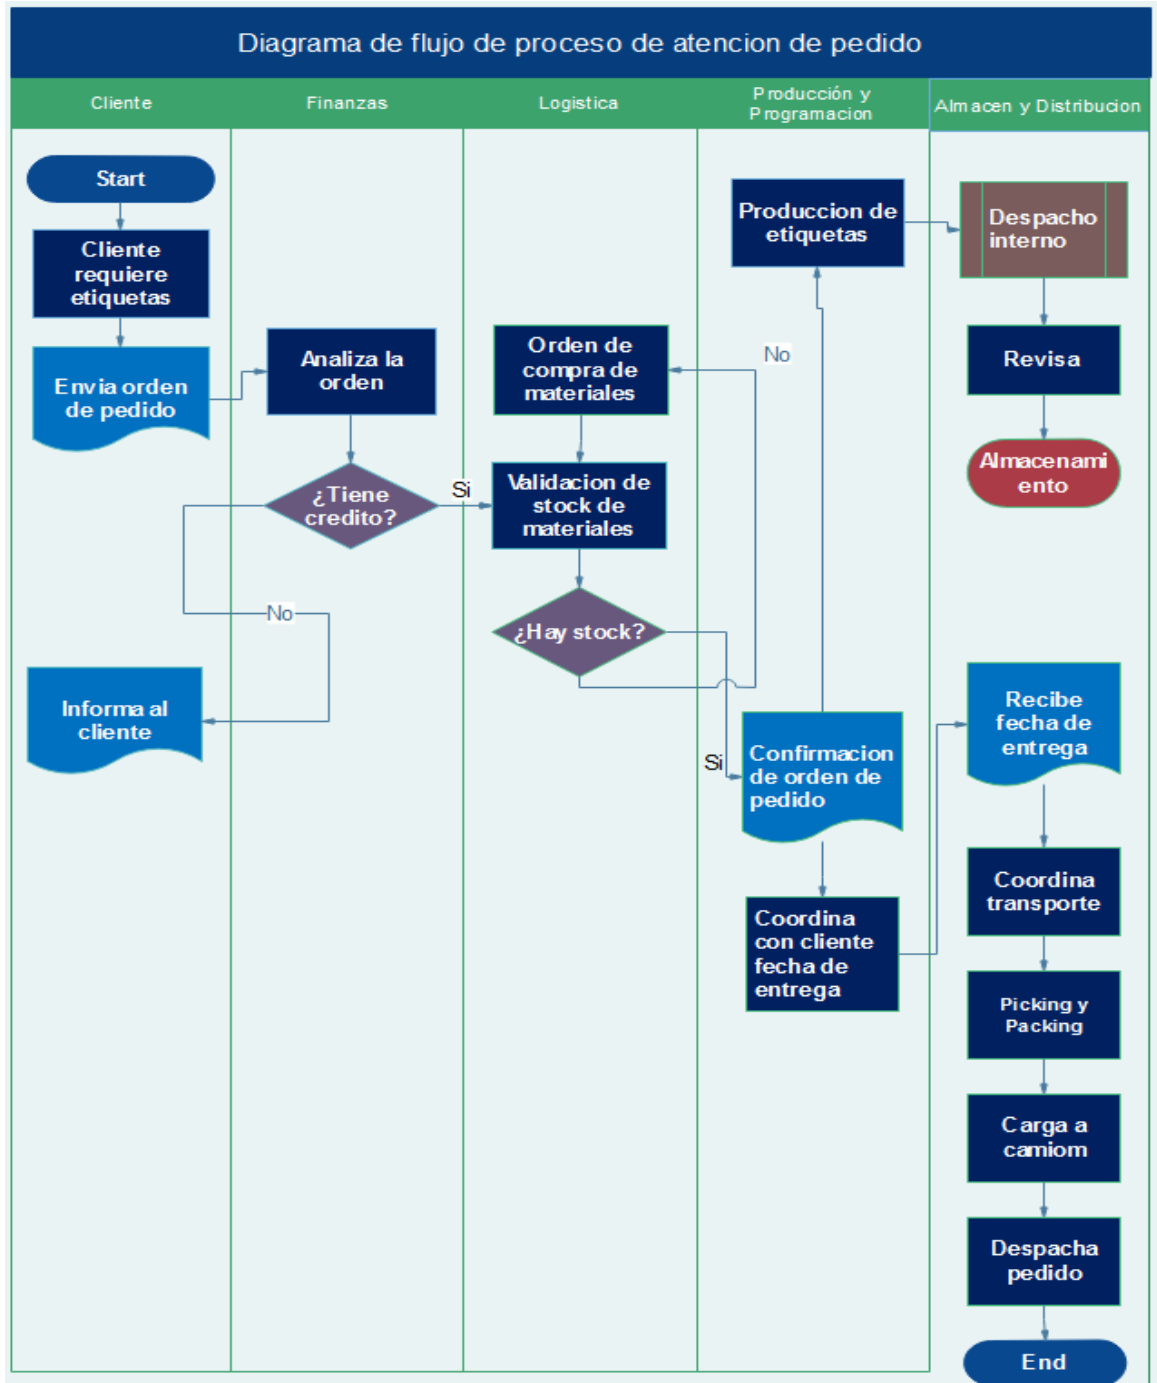 Diagrama de flujo de proceso de atencion de pedido
Cliente
Finanzas
Logistica
Producción y
Programacion
Almacen y Distribucion
Start
Cliente
requiere
etiquetas
Envia orden
de pedido
Informa al
cliente
Analiza la
orden
¿Tiene
credito?
Si
No
Orden de
compra de
materiales
Validacion de
stock de
materiales
¿Hay stock?
No
Si
Produccion de
etiquetas
Confirmacion
de orden de
pedido
Coordina
con cliente
fecha de
entrega
Despacho
interno
Revisa
Almacenami
ento
Recibe
fecha de
entrega
Coordina
transporte
Picking y
Packing
Carga a
camiom
Despacha
pedido
End